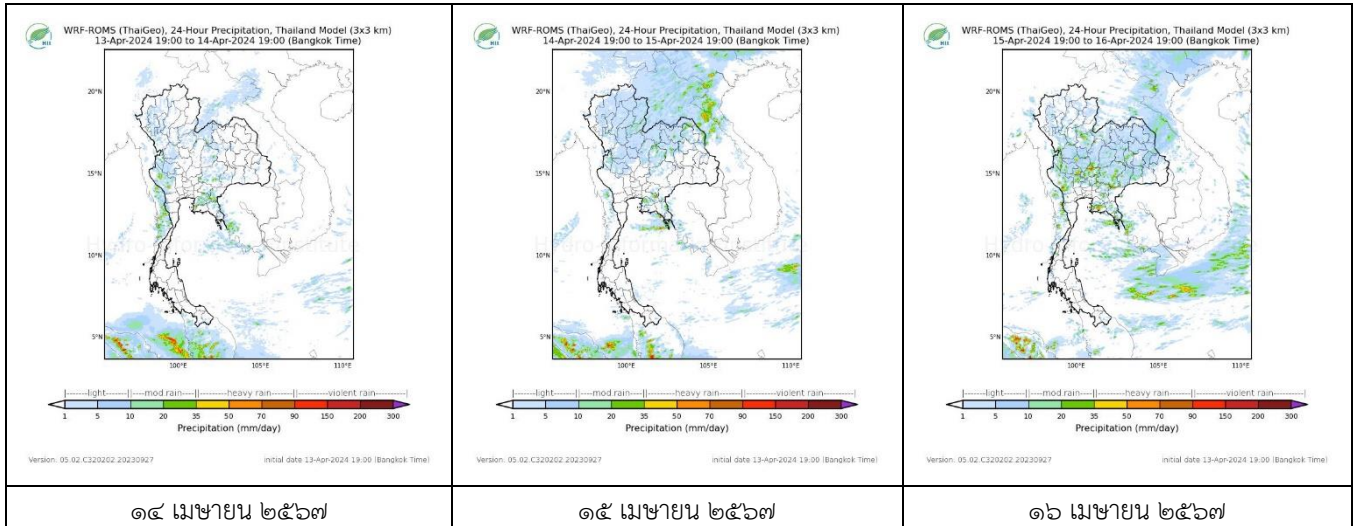 HII
WRF-ROMS (ThaiGeo), 24-Hour Precipitation, Thailand Model (3x3 km)
13-Apr-2024 19:00 to 14-Apr-2024 19:00 (Bangkok Time)
20°N
15°N
10°N
5°N
100°E 105°E 110°E
Hydro Informatics Institute
light mod rain heavy rain violent rain
1 5 10 20 35 50 70 90 150 200 300
Precipitation (mm/day)
Version: 05.02.C320202.20230927 initial date 13-Apr-2024 19:00 (Bangkok Time)
๑๔ เมษายน ๒๕๖๗
HII
WRF-ROMS (ThaiGeo), 24-Hour Precipitation, Thailand Model (3x3 km)
14-Apr-2024 19:00 to 15-Apr-2024 19:00 (Bangkok Time)
20°N
15°N
10°N
5°N
100°E 105°E 110°E
Hydro Informatics Institute
light mod rain heavy rain violent rain
1 5 10 20 35 50 70 90 150 200 300
Precipitation (mm/day)
Version: 05.02.C320202.20230927 initial date 13-Apr-2024 19:00 (Bangkok Time)
๑๕ เมษายน ๒๕๖๗
HII
WRF-ROMS (ThaiGeo), 24-Hour Precipitation, Thailand Model (3x3 km)
15-Apr-2024 19:00 to 16-Apr-2024 19:00 (Bangkok Time)
20°N
15°N
10°N
5°N
100°E 105°E 110°E
Hydro Informatics Institute
light mod rain heavy rain violent rain
1 5 10 20 35 50 70 90 150 200 300
Precipitation (mm/day)
Version: 05.02.C320202.20230927 initial date 13-Apr-2024 19:00 (Bangkok Time)
๑๖ เมษายน ๒๕๖๗